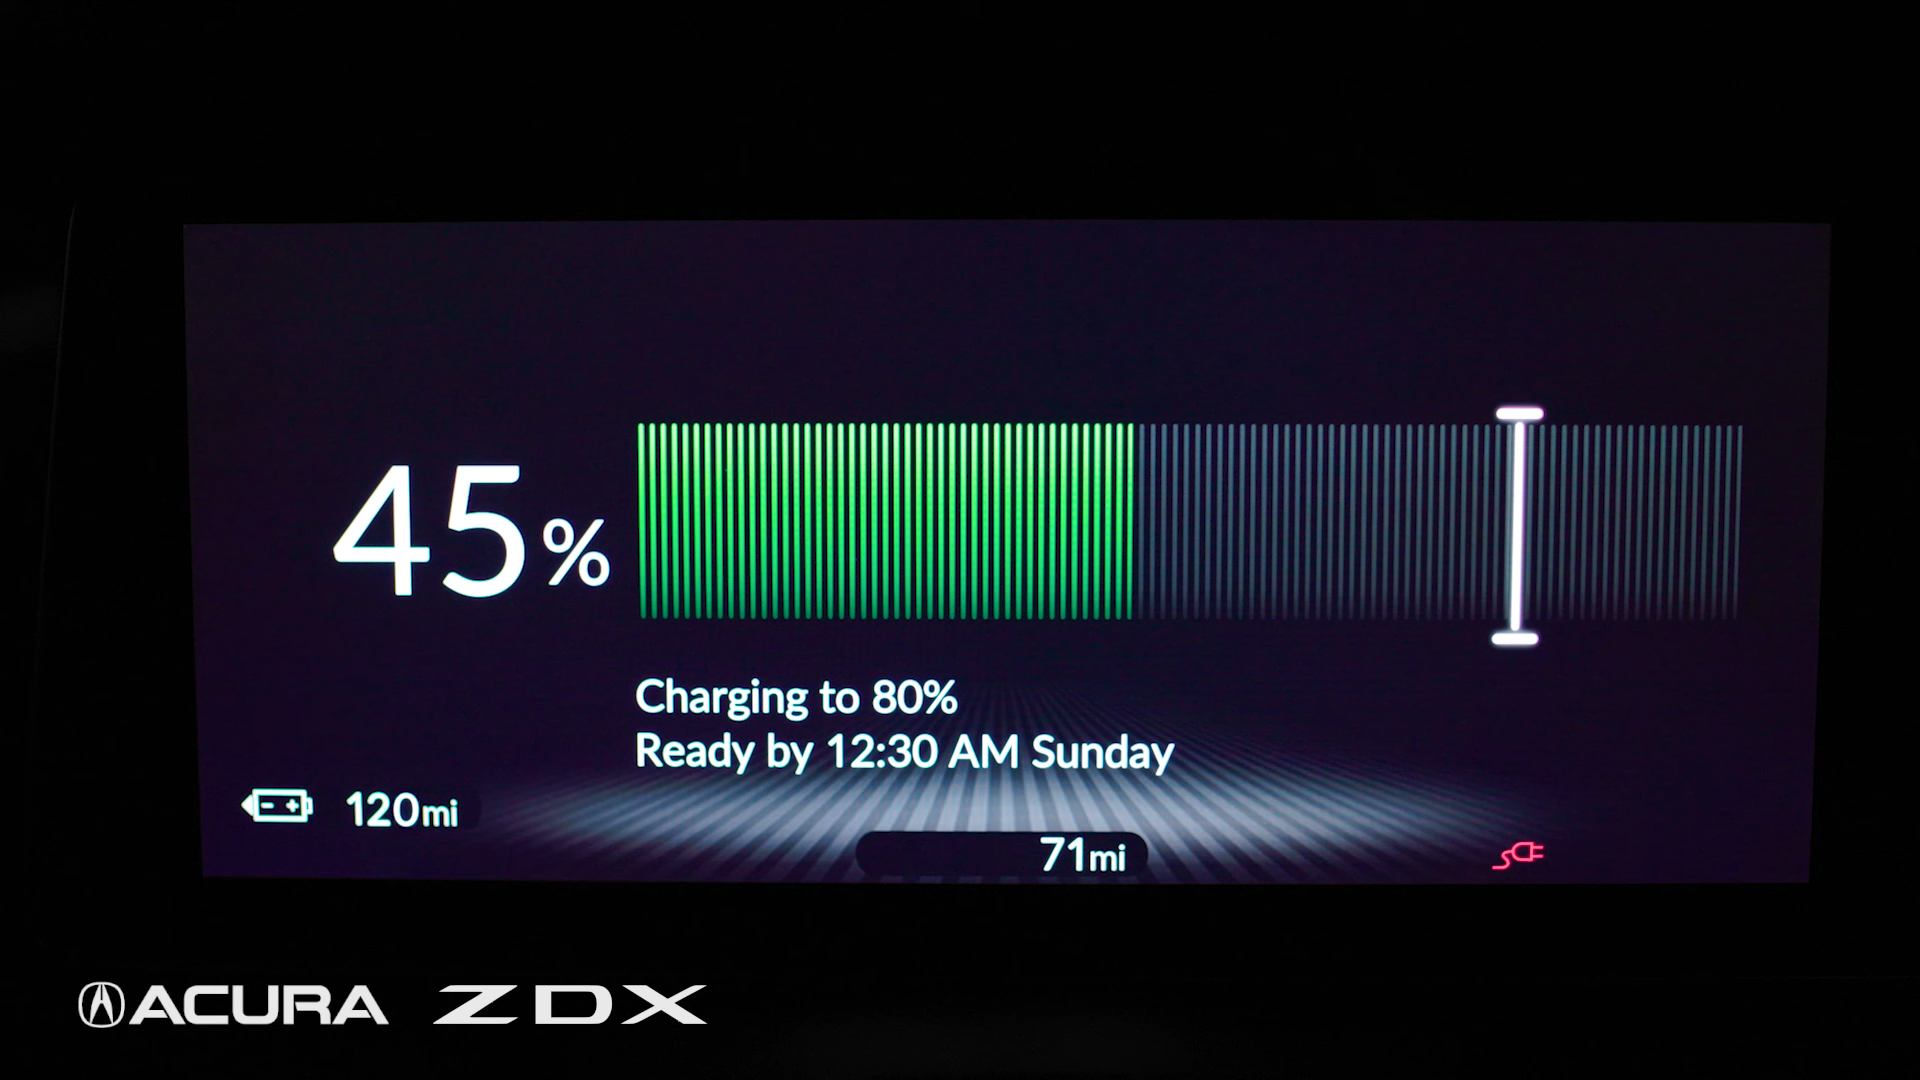 45%
Charging to 80%
Ready by 12:30 AM Sunday
120mi
71mi
ACURA ZDX